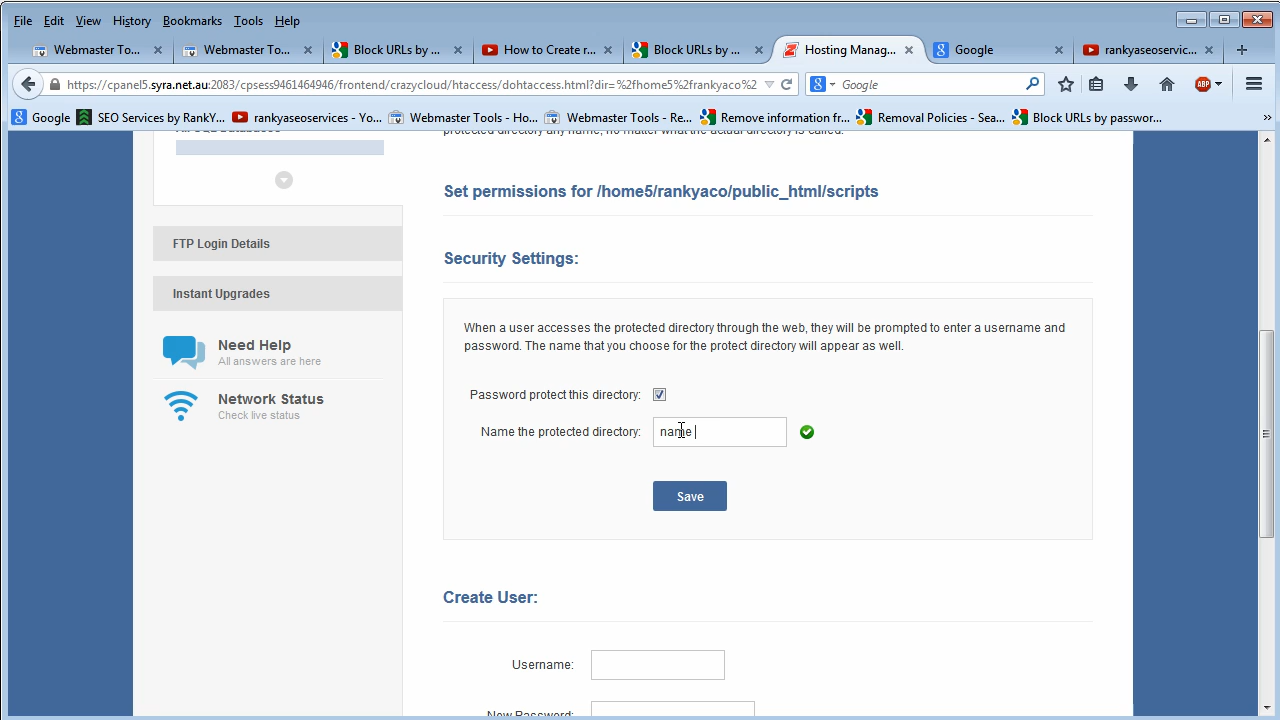 File Edit View History Bookmarks Tools Help
Webmaster To... Webmaster To... Block URLs by ... How to Create r... Block URLs by ... Hosting Manag... Google rankyaseoservic...
https://cpanel5.syra.net.au:2083/cpsess9461464946/frontend/crazycloud/htaccess/dohtaccess.html?dir=%2fhome5%2frankyaco%2 Google ABP
Google SEO Services by RankY... rankyaseoservices - Yo... Webmaster Tools - Ho... Webmaster Tools - Re... Remove information fr... Removal Policies - Sea... Block URLs by passwor... »
protected directory any name, no matter what the actual directory is called.
Set permissions for /home5/rankyaco/public_html/scripts
FTP Login Details
Security Settings:
Instant Upgrades
When a user accesses the protected directory through the web, they will be prompted to enter a username and
password. The name that you choose for the protect directory will appear as well.
Need Help
All answers are here
Network Status
Check live status
Password protect this directory:
Name the protected directory: name
Save
Create User:
Username:
New Password: